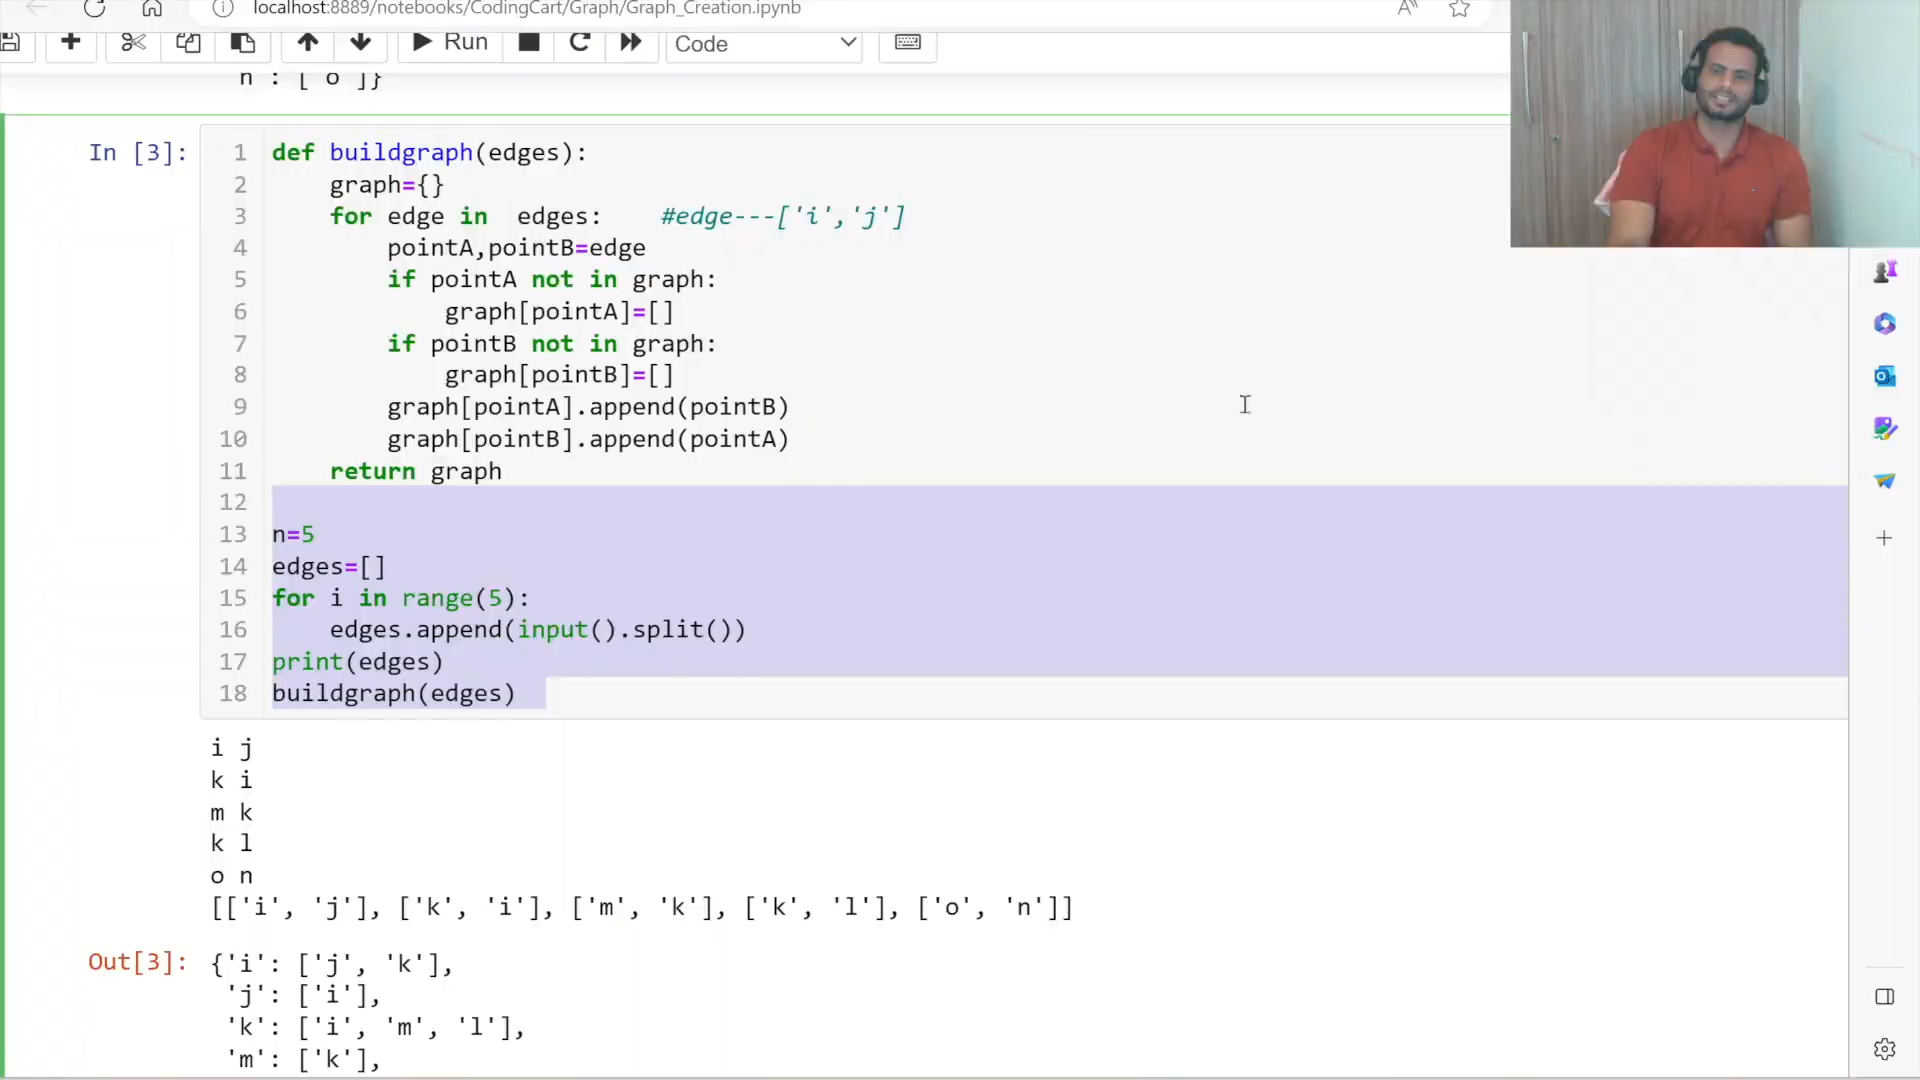 localhost:8889/notebooks/CodingCart/Graph/Graph_Creation.ipynb
Run
Code
n : [ o ]}
In [3]:
1 def buildgraph(edges):
2     graph={}
3     for edge in  edges:    #edge---['i','j']
4         pointA,pointB=edge
5         if pointA not in graph:
6             graph[pointA]=[]
7         if pointB not in graph:
8             graph[pointB]=[]
9         graph[pointA].append(pointB)
10         graph[pointB].append(pointA)
11     return graph
12
13 n=5
14 edges=[]
15 for i in range(5):
16     edges.append(input().split())
17 print(edges)
18 buildgraph(edges)
i j
k i
m k
k l
o n
[['i', 'j'], ['k', 'i'], ['m', 'k'], ['k', 'l'], ['o', 'n']]
Out[3]: {'i': ['j', 'k'],
'j': ['i'],
'k': ['i', 'm', 'l'],
'm': ['k'],